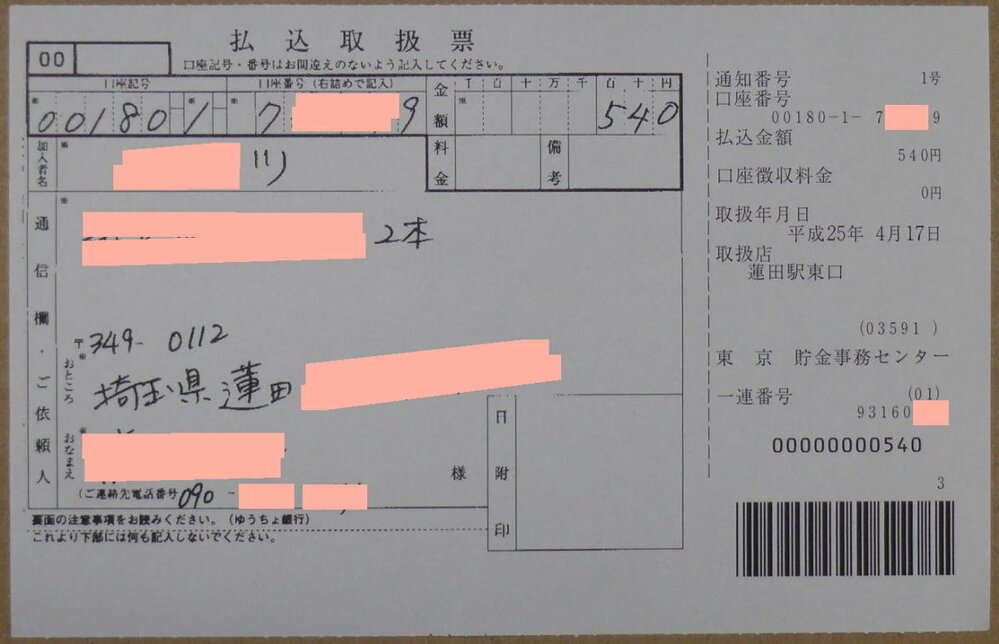 払込取扱票
00
口座記号・番号はお間違えのないよう記入してください。
口座記号 口座番号(右詰めで記入)
※ ※
00180 1 7 9
金額
千 百 十 万 千 百 十 円
※
540
加入者名
※
料金
備考
通信欄・ご依頼人
※
2本
〒349-0112
おところ
※
埼玉県蓮田
おなまえ
※
様
(ご連絡先電話番号 090 -
日附印
裏面の注意事項をお読みください。(ゆうちょ銀行)
これより下部には何も記入しないでください。
通知番号 1号
口座番号
00180-1- 7 9
払込金額
540円
口座徴収料金
0円
取扱年月日
平成25年 4月17日
取扱店
蓮田駅東口
(03591 )
東 京 貯金事務センター
一連番号 (01)
93160
00000000540
3